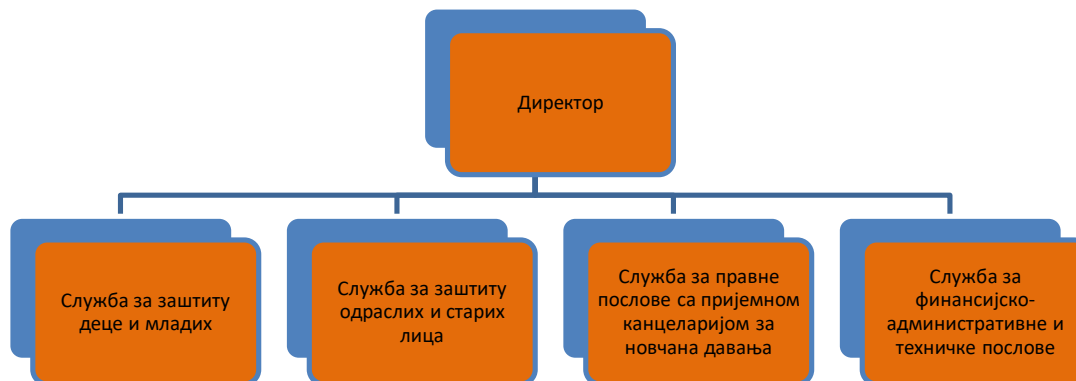 Директор
Служба за заштиту
деце и младих
Служба за заштиту
одраслих и старих
лица
Служба за правне
послове са пријемном
канцеларијом за
новчана давања
Служба за
финансијско-
административне и
техничке послове